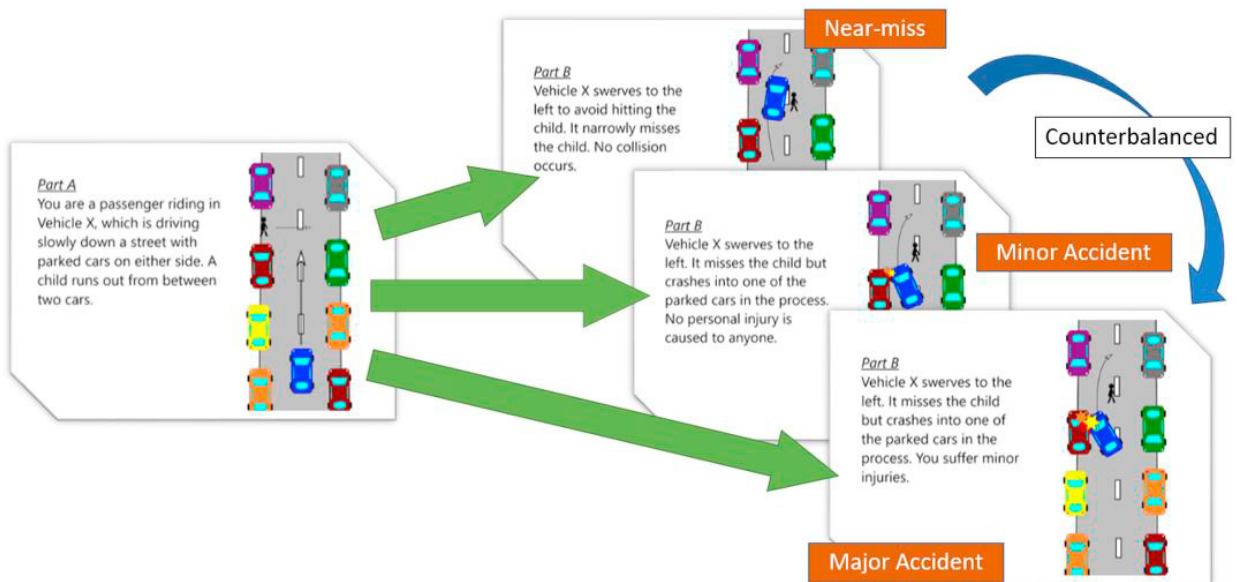 Part A
You are a passenger riding in
Vehicle X, which is driving
slowly down a street with
parked cars on either side. A
child runs out from between
two cars.
Near-miss
Part B
Vehicle X swerves to the
left to avoid hitting the
child. It narrowly misses
the child. No collision
occurs.
Counterbalanced
Minor Accident
Part B
Vehicle X swerves to the
left. It misses the child but
crashes into one of the
parked cars in the process.
No personal injury is
caused to anyone.
Part B
Vehicle X swerves to the
left. It misses the child
but crashes into one of
the parked cars in the
process. You suffer minor
injuries.
Major Accident